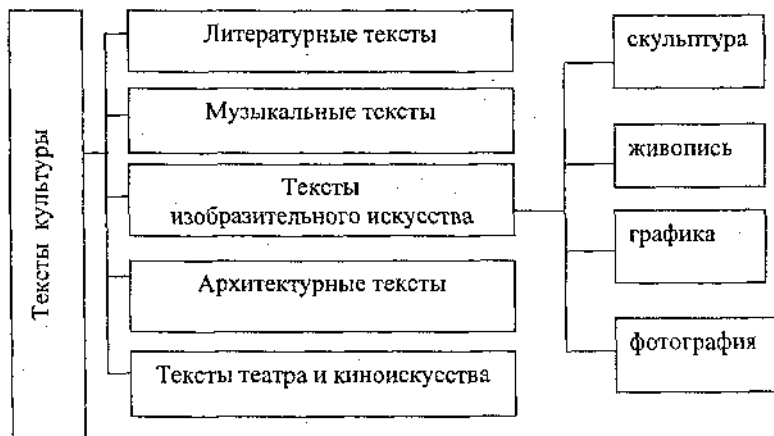 Тексты культуры
Литературные тексты
Музыкальные тексты
Тексты
изобразительного искусства
Архитектурные тексты
Тексты театра и киноискусства
скульптура
живопись
графика
фотография